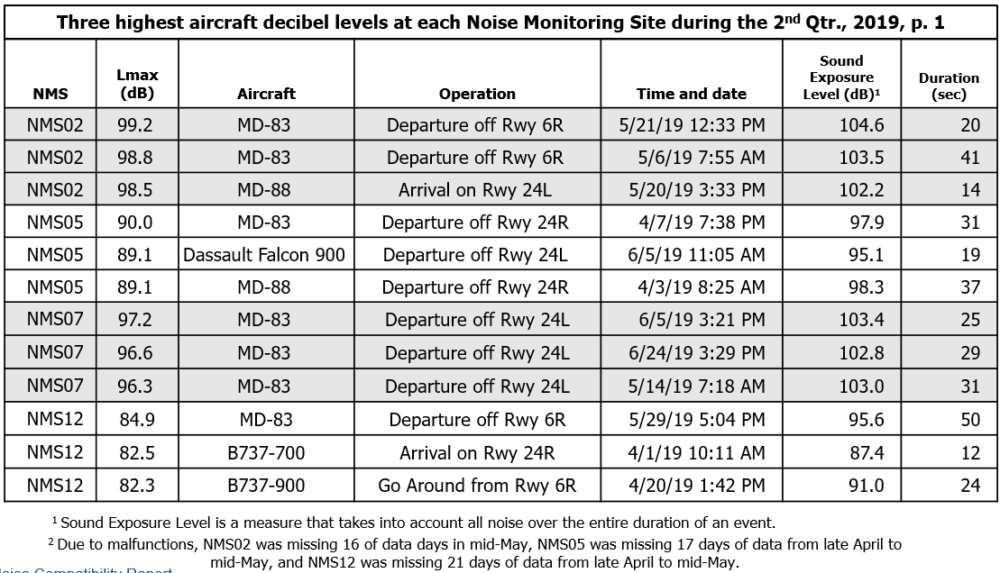 Three highest aircraft decibel levels at each Noise Monitoring Site during the 2nd Qtr., 2019, p. 1
NMS Lmax (dB) Aircraft Operation Time and date Sound Exposure Level (dB)¹ Duration (sec)
NMS02 99.2 MD-83 Departure off Rwy 6R 5/21/19 12:33 PM 104.6 20
NMS02 98.8 MD-83 Departure off Rwy 6R 5/6/19 7:55 AM 103.5 41
NMS02 98.5 MD-88 Arrival on Rwy 24L 5/20/19 3:33 PM 102.2 14
NMS05 90.0 MD-83 Departure off Rwy 24R 4/7/19 7:38 PM 97.9 31
NMS05 89.1 Dassault Falcon 900 Departure off Rwy 24L 6/5/19 11:05 AM 95.1 19
NMS05 89.1 MD-88 Departure off Rwy 24R 4/3/19 8:25 AM 98.3 37
NMS07 97.2 MD-83 Departure off Rwy 24L 6/5/19 3:21 PM 103.4 25
NMS07 96.6 MD-83 Departure off Rwy 24L 6/24/19 3:29 PM 102.8 29
NMS07 96.3 MD-83 Departure off Rwy 24L 5/14/19 7:18 AM 103.0 31
NMS12 84.9 MD-83 Departure off Rwy 6R 5/29/19 5:04 PM 95.6 50
NMS12 82.5 B737-700 Arrival on Rwy 24R 4/1/19 10:11 AM 87.4 12
NMS12 82.3 B737-900 Go Around from Rwy 6R 4/20/19 1:42 PM 91.0 24
¹ Sound Exposure Level is a measure that takes into account all noise over the entire duration of an event.
² Due to malfunctions, NMS02 was missing 16 of data days in mid-May, NMS05 was missing 17 days of data from late April to
mid-May, and NMS12 was missing 21 days of data from late April to mid-May.
Compatibility Report